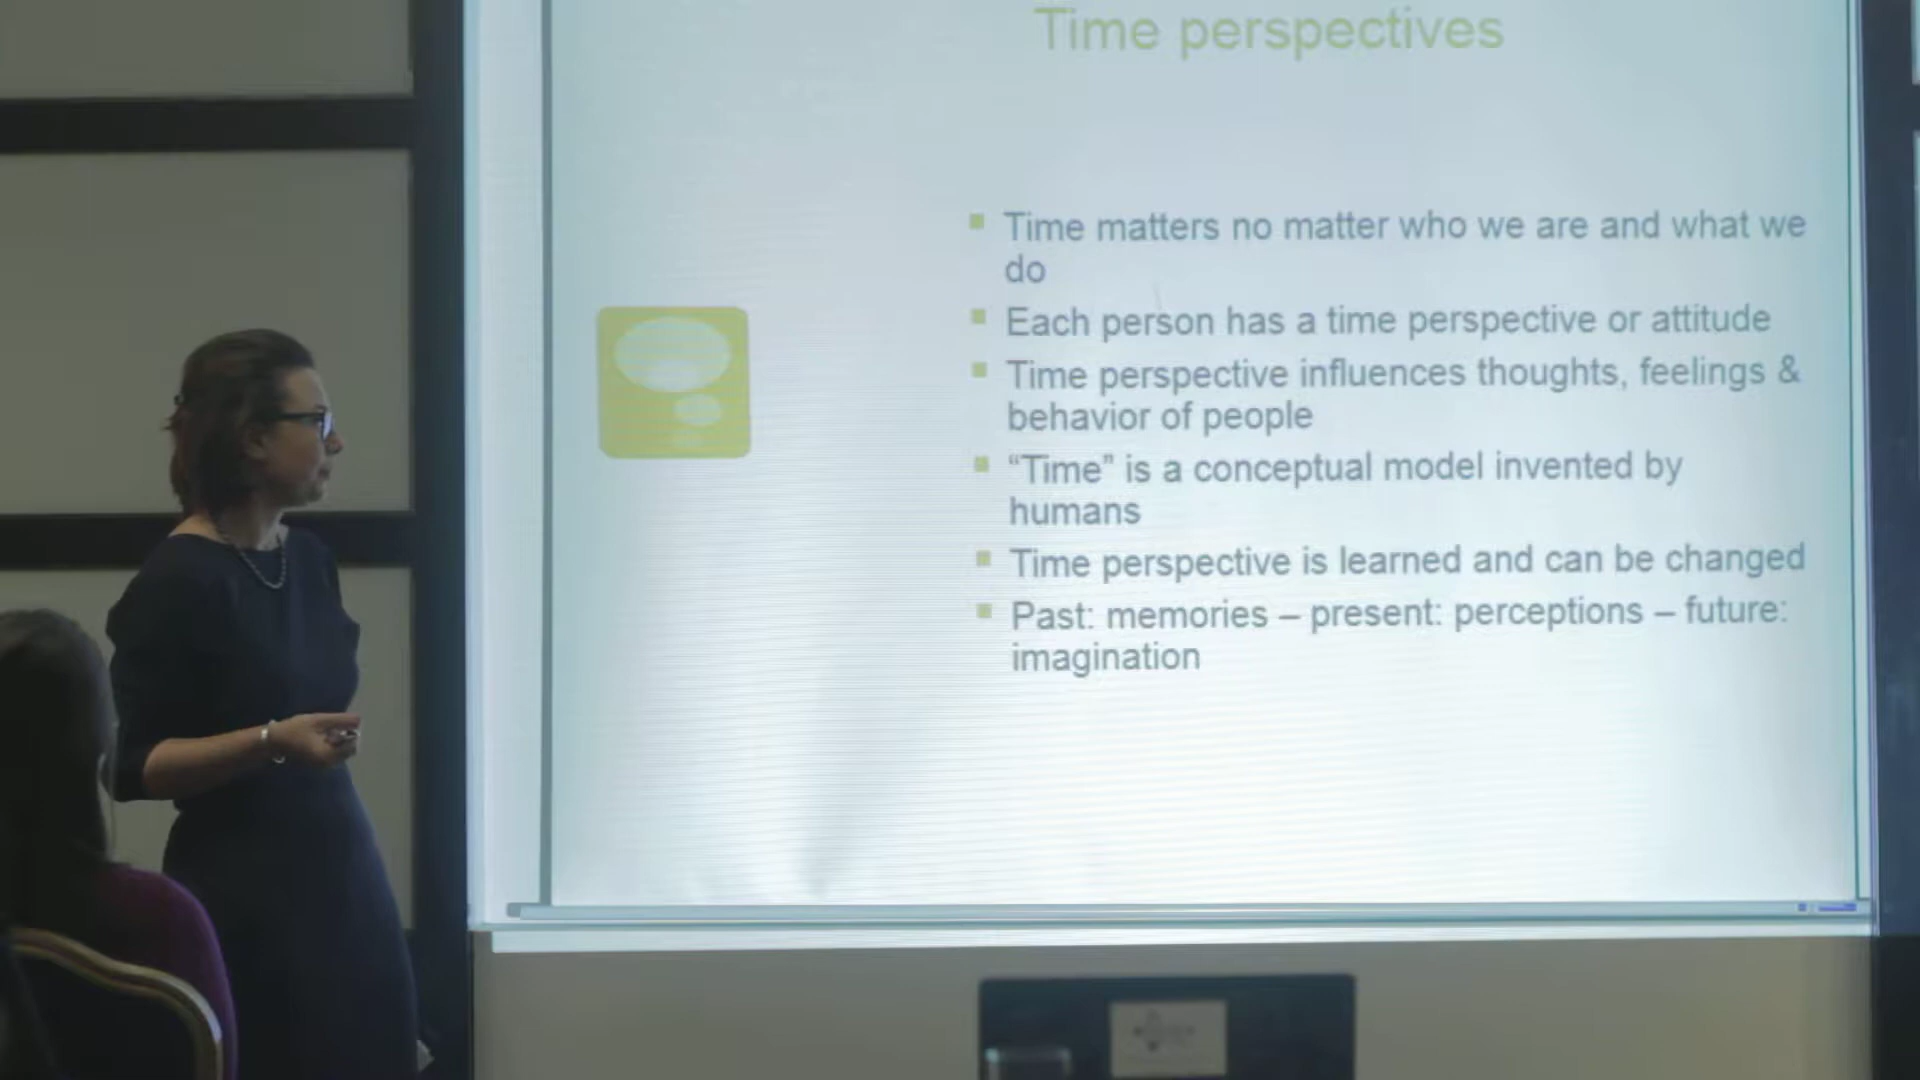 Time perspectives
Time matters no matter who we are and what we
do
Each person has a time perspective or attitude
Time perspective influences thoughts, feelings &
behavior of people
“Time” is a conceptual model invented by
humans
Time perspective is learned and can be changed
Past: memories – present: perceptions – future:
imagination